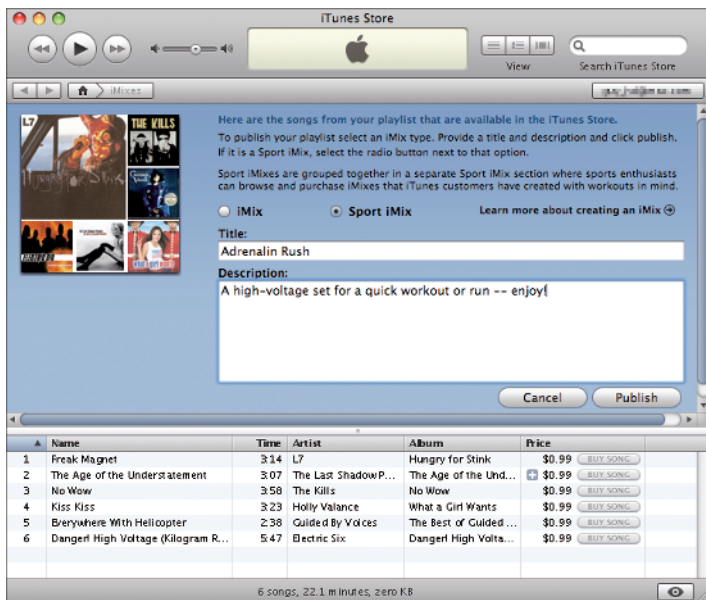 iTunes Store
View
Search iTunes Store
iMixes
L7
Hungry for Stink
THE KILLS
Here are the songs from your playlist that are available in the iTunes Store.
To publish your playlist select an iMix type. Provide a title and description and click publish.
If it is a Sport iMix, select the radio button next to that option.
Sport iMixes are grouped together in a separate Sport iMix section where sports enthusiasts
can browse and purchase iMixes that iTunes customers have created with workouts in mind.
iMix
Sport iMix
Learn more about creating an iMix
Title:
Adrenalin Rush
Description:
A high-voltage set for a quick workout or run -- enjoy!
Cancel
Publish
Name Time Artist Album Price
1 Freak Magnet 3:14 L7 Hungry for Stink $0.99 BUY SONG
2 The Age of the Understatement 3:07 The Last Shadow P... The Age of the Und... $0.99 BUY SONG
3 No Wow 3:58 The Kills No Wow $0.99 BUY SONG
4 Kiss Kiss 3:23 Holly Valance What a Girl Wants $0.99 BUY SONG
5 Everywhere With Helicopter 2:38 Guided By Voices The Best of Guided ... $0.99 BUY SONG
6 Danger! High Voltage (Kilogram R... 5:47 Electric Six Danger! High Volta... $0.99 BUY SONG
6 songs, 22.1 minutes, zero KB